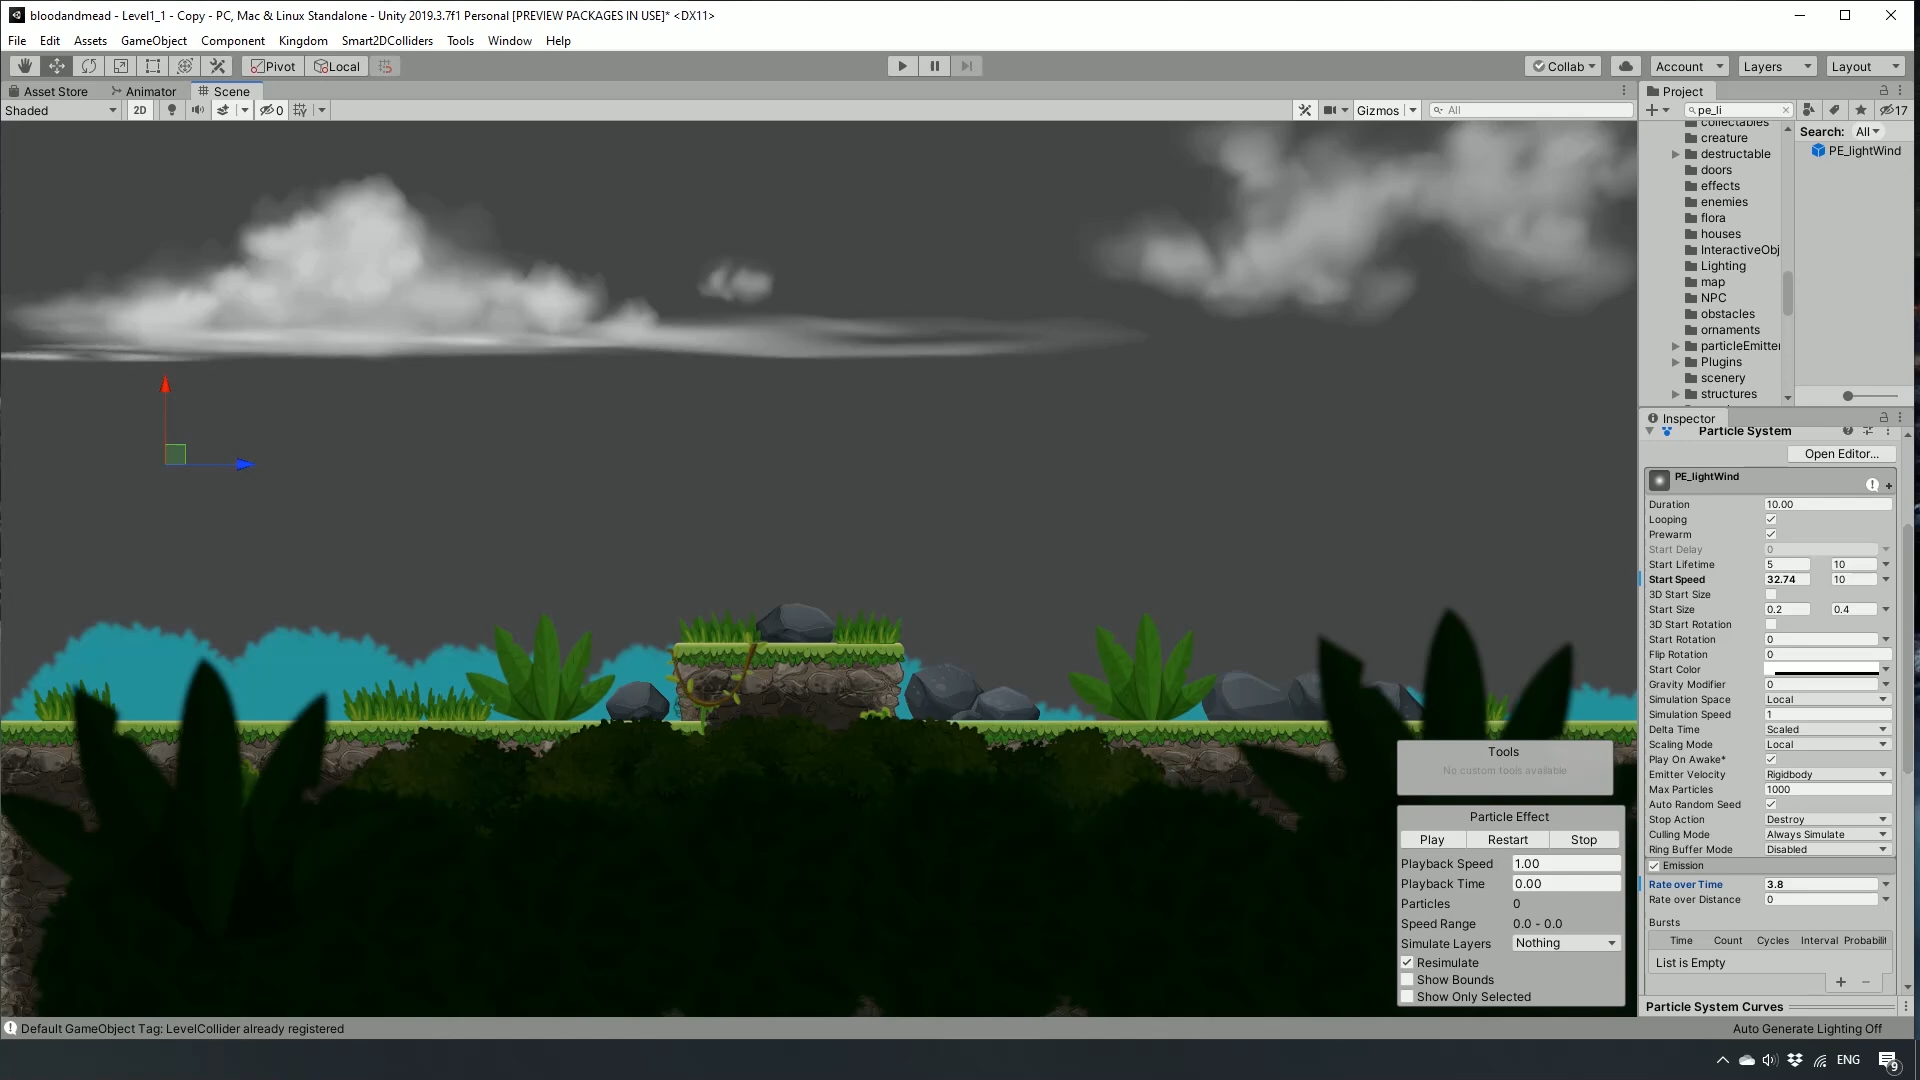 bloodandmead - Level1_1 - Copy - PC, Mac & Linux Standalone - Unity 2019.3.7f1 Personal [PREVIEW PACKAGES IN USE]* <DX11>
File Edit Assets GameObject Component Kingdom Smart2DColliders Tools Window Help
Pivot Local Collab Account Layers Layout
Asset Store Animator Scene
Shaded 2D 0 Gizmos All
Project
pe_li 17
collectables
creature
destructable
doors
effects
enemies
flora
houses
InteractiveObj
Lighting
map
NPC
obstacles
ornaments
particleEmitter
Plugins
scenery
structures
Search: All
PE_lightWind
Inspector
Particle System
Open Editor...
PE_lightWind
Duration 10.00
Looping
Prewarm
Start Delay 0
Start Lifetime 5 10
Start Speed 32.74 10
3D Start Size
Start Size 0.2 0.4
3D Start Rotation
Start Rotation 0
Flip Rotation 0
Start Color
Gravity Modifier 0
Simulation Space Local
Simulation Speed 1
Delta Time Scaled
Scaling Mode Local
Play On Awake*
Emitter Velocity Rigidbody
Max Particles 1000
Auto Random Seed
Stop Action Destroy
Culling Mode Always Simulate
Ring Buffer Mode Disabled
Emission
Rate over Time 3.8
Rate over Distance 0
Bursts
Time Count Cycles Interval Probabilit
List is Empty
Particle System Curves
Tools
No custom tools available
Particle Effect
Play Restart Stop
Playback Speed 1.00
Playback Time 0.00
Particles 0
Speed Range 0.0 - 0.0
Simulate Layers Nothing
Resimulate
Show Bounds
Show Only Selected
Default GameObject Tag: LevelCollider already registered
Auto Generate Lighting Off
ENG 9